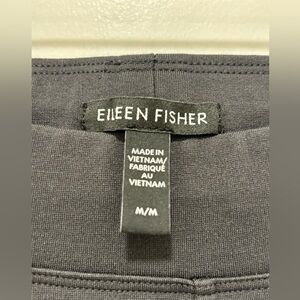 EILEEN FISHER
MADE IN
VIETNAM/
FABRIQUÉ
AU
VIETNAM
M/M